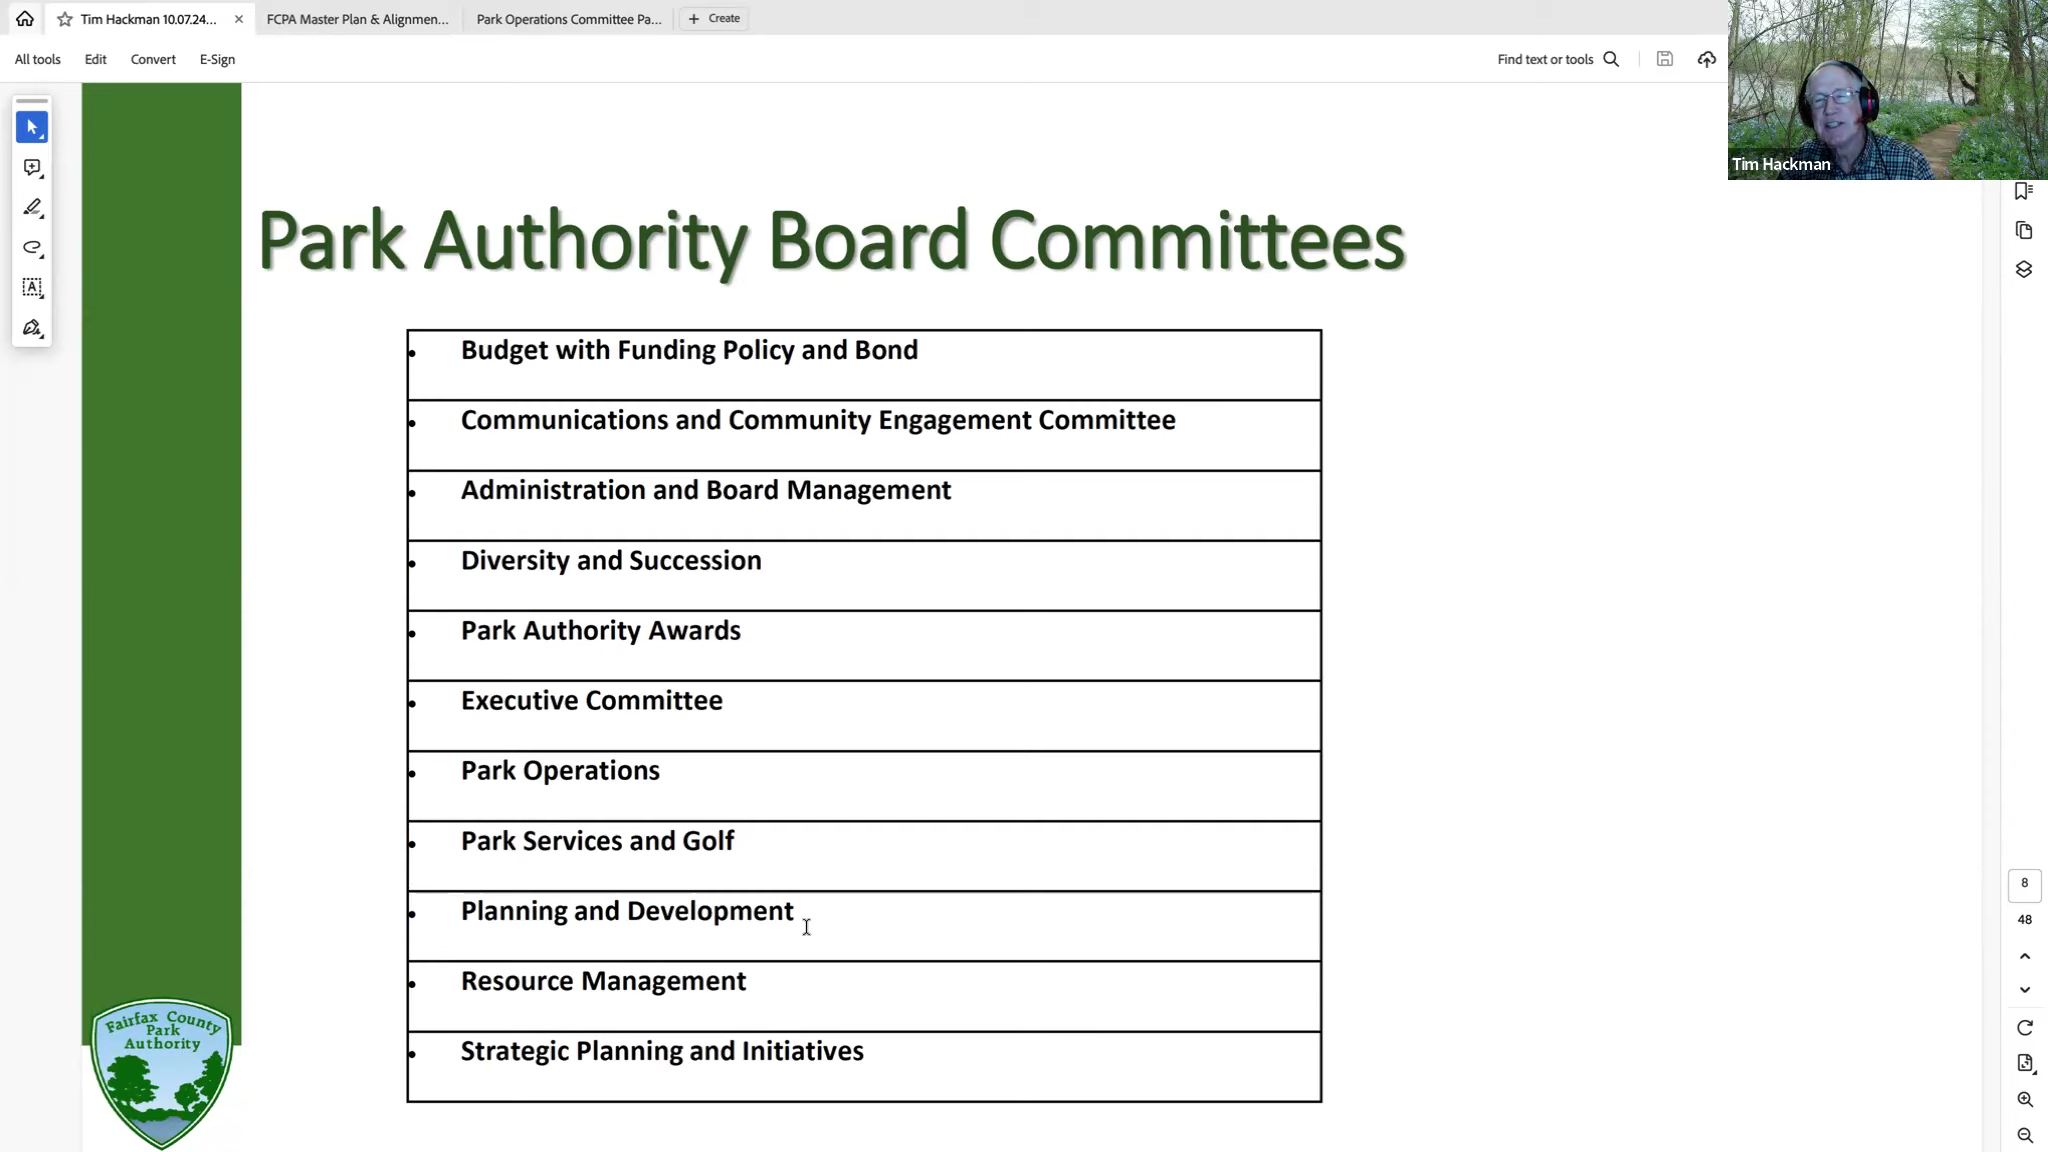 Tim Hackman 10.07.24...
FCPA Master Plan & Alignmen...
Park Operations Committee Pa...
Create
All tools
Edit
Convert
E-Sign
Find text or tools
Tim Hackman
Park Authority Board Committees
• Budget with Funding Policy and Bond
• Communications and Community Engagement Committee
• Administration and Board Management
• Diversity and Succession
• Park Authority Awards
• Executive Committee
• Park Operations
• Park Services and Golf
• Planning and Development
• Resource Management
• Strategic Planning and Initiatives
Fairfax County
Park
Authority
8
48